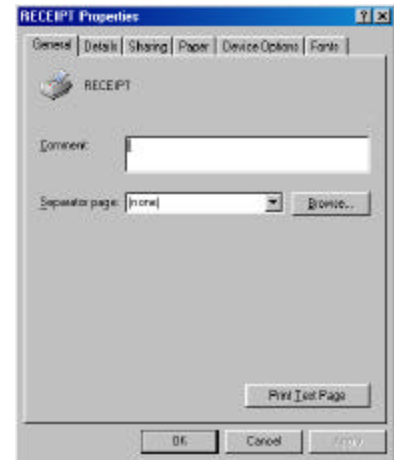 RECEIPT Properties
General Details Sharing Paper Device Options Fonts
RECEIPT
Comment:
Separator page: (none) Browse...
Print Test Page
OK Cancel Apply